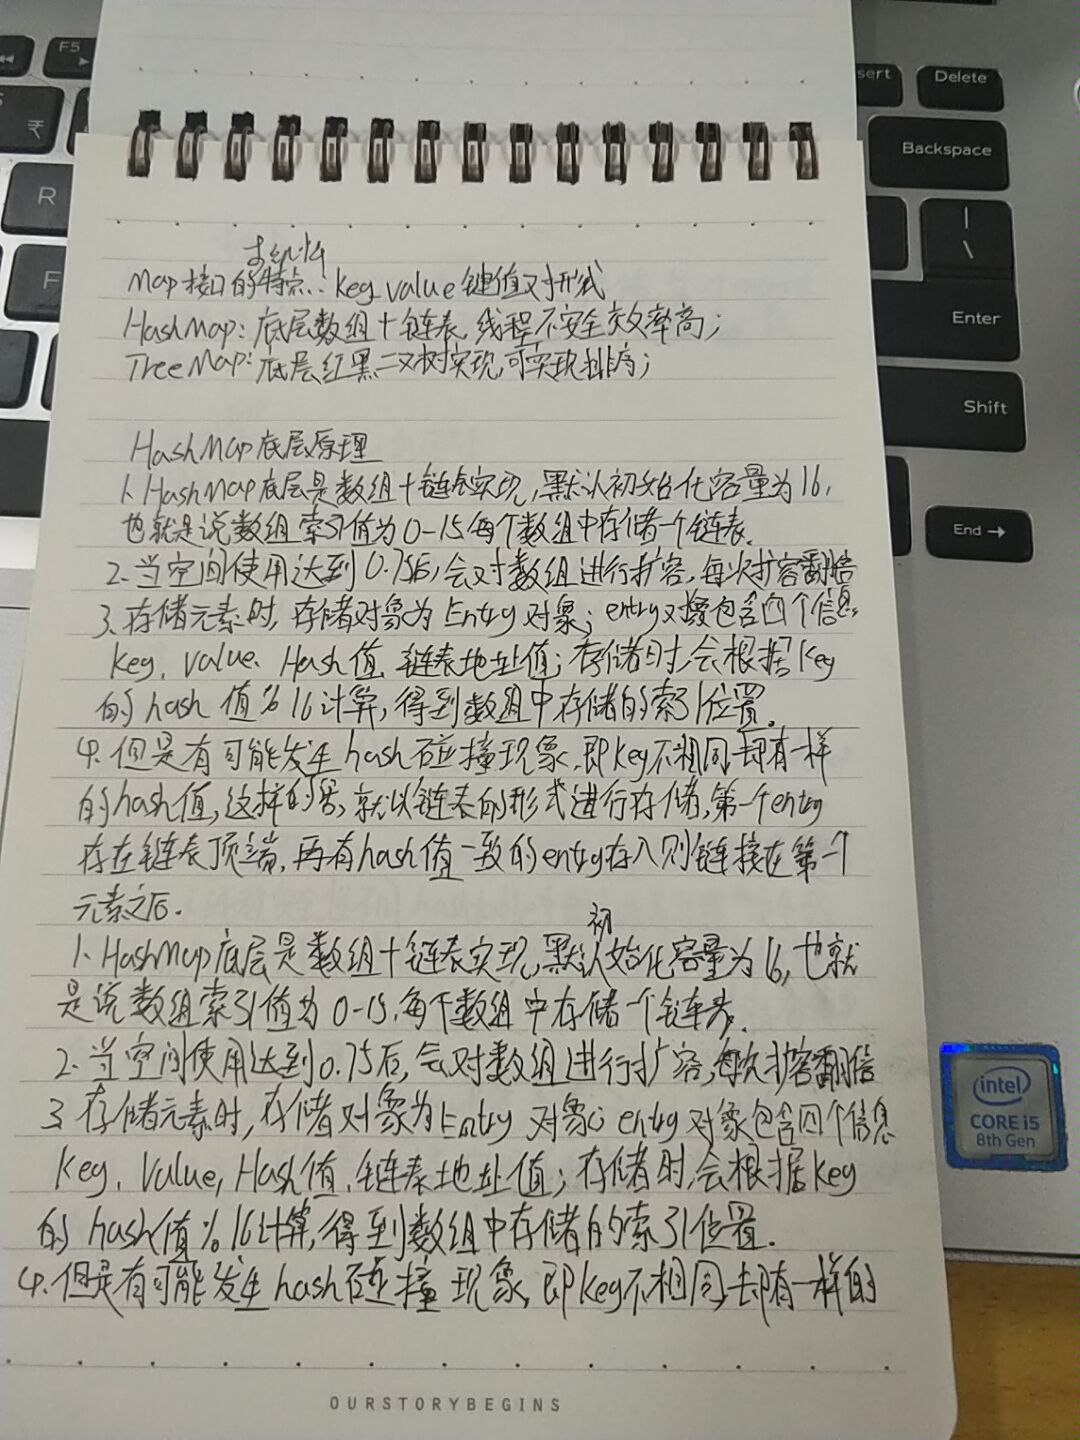 F5
R
F
Insert
Delete
Backspace
|
\
Enter
Shift
End →
Map接口的特点:key value键值对形式
HashMap:底层数组+链表,线程不安全效率高;
TreeMap:底层红黑二叉树实现,可实现排序;
HashMap底层原理
1、HashMap底层是数组+链表实现,默认初始化容量为16,
也就是说数组索引值为0-15,每个数组中存储一个链表.
2.当空间使用达到0.75后,会对数组进行扩容,每次扩容翻倍
3、存储元素时,存储对象为Entry对象;entry对象包含四个信息
key、value、Hash值、链表地址值;存储时,会根据key
的hash值%16计算,得到数组中存储的索引位置.
4.但是有可能发生hash碰撞现象,即key不相同却有一样
的hash值,这样的话,就以链表的形式进行存储,第一个entry
存在链表顶端,再有hash值一致的entry存入则链接在第一个
元素之后.
1、HashMap底层是数组+链表实现,默认初始化容量为16,也就
是说数组索引值为0-15,每个数组中存储一个链表.
2.当空间使用达到0.75后,会对数组进行扩容,每次扩容翻倍
3、存储元素时,存储对象为Entry对象;entry对象包含四个信息
key、value,Hash值、链表地址值;存储时,会根据key
的hash值%16计算,得到数组中存储的索引位置.
4.但是有可能发生hash碰撞现象,即key不相同却有一样的
OURSTORYBEGINS
intel
CORE i5
8th Gen